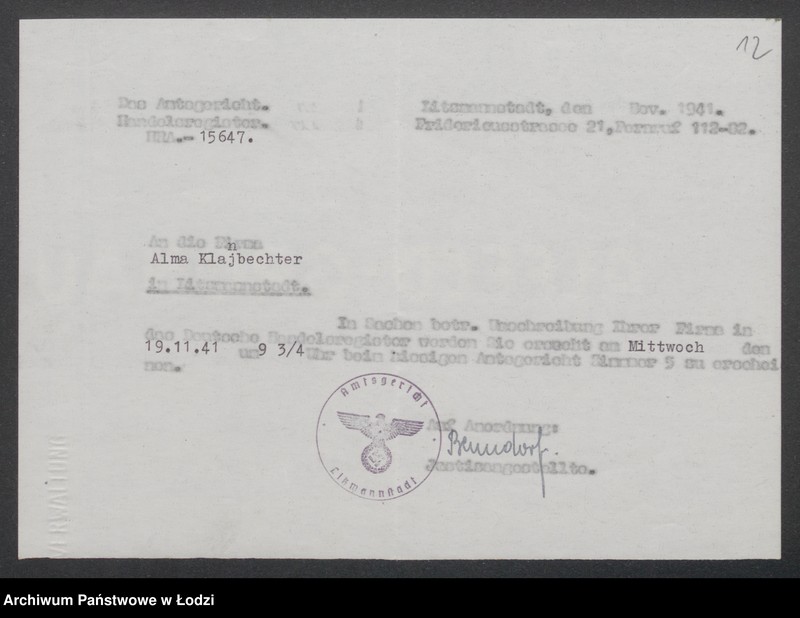 12
Das Amtsgericht.
Handelsregister.
HRA.- 15647.
Litzmannstadt, den Nov. 1941.
Fridericusstrasse 21, Fernruf 112-02.
An die Firma
n
Alma Klajbechter
in Litzmannstadt.
In Sachen betr. Umschreibung Ihrer Firma in
das Deutsche Handelsregister werden Sie ersucht am Mittwoch den
19.11.41 um 9 3/4 Uhr beim hiesigen Amtsgericht Zimmer 5 zu erschei
nen.
Amtsgericht
Litzmannstadt
Auf Anordnung:
Benndorf.
Justizangestellte.
VERWALTUNG
Archiwum Państwowe w Łodzi